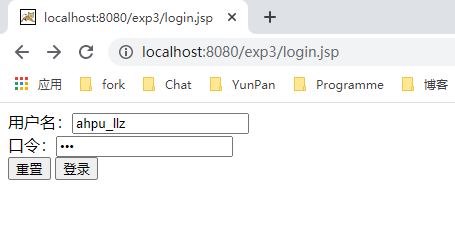 localhost:8080/exp3/login.jsp
localhost:8080/exp3/login.jsp
应用 fork Chat YunPan Programme 博客
用户名：ahpu_llz
口令：•••
重置 登录